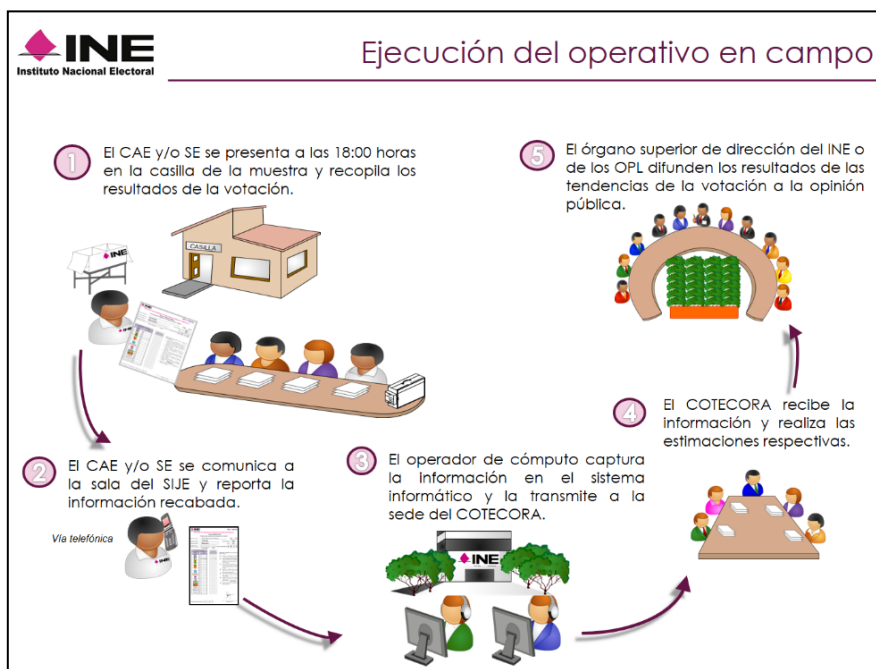 INE
Instituto Nacional Electoral
Ejecución del operativo en campo
1
El CAE y/o SE se presenta a las 18:00 horas
en la casilla de la muestra y recopila los
resultados de la votación.
CASILLA
INE
INE
2
El CAE y/o SE se comunica a
la sala del SIJE y reporta la
información recabada.
Vía telefónica
INE
3
El operador de cómputo captura
la información en el sistema
informático y la transmite a la
sede del COTECORA.
INE
4
El COTECORA recibe la
información y realiza las
estimaciones respectivas.
5
El órgano superior de dirección del INE o
de los OPL difunden los resultados de las
tendencias de la votación a la opinión
pública.